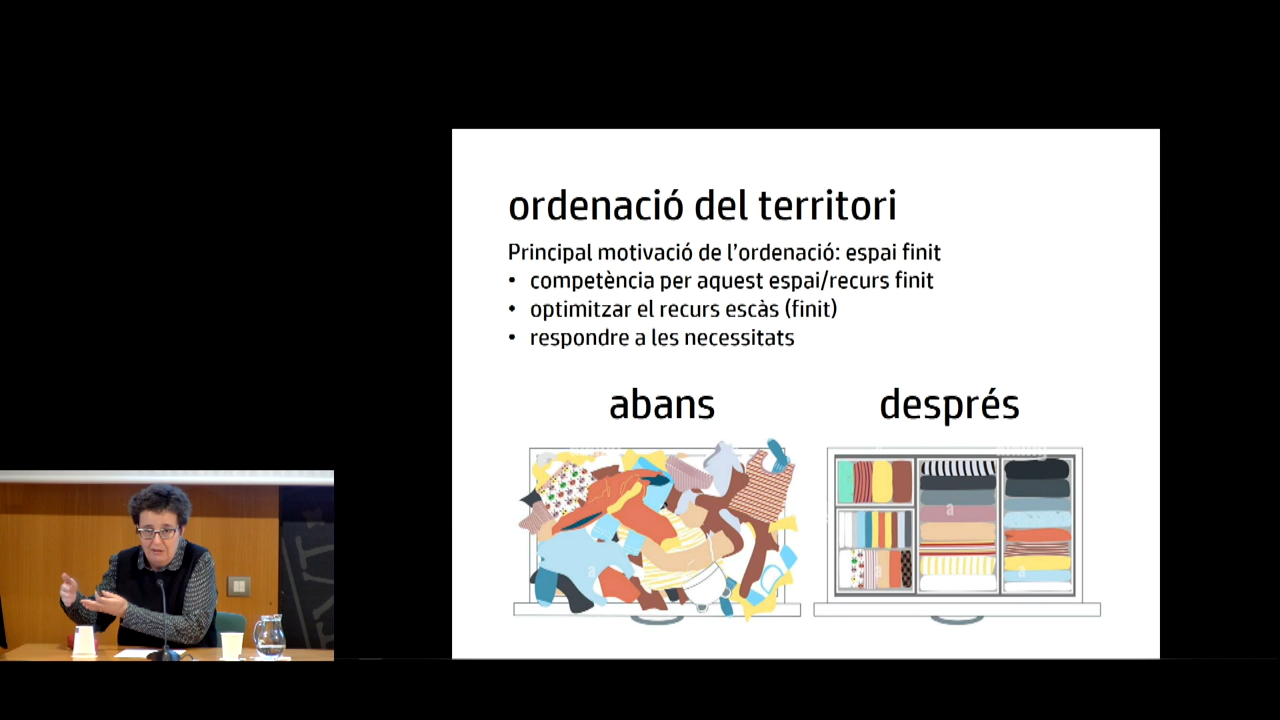 ordenació del territori
Principal motivació de l’ordenació: espai finit
• competència per aquest espai/recurs finit
• optimitzar el recurs escàs (finit)
• respondre a les necessitats
abans després
a a
a a